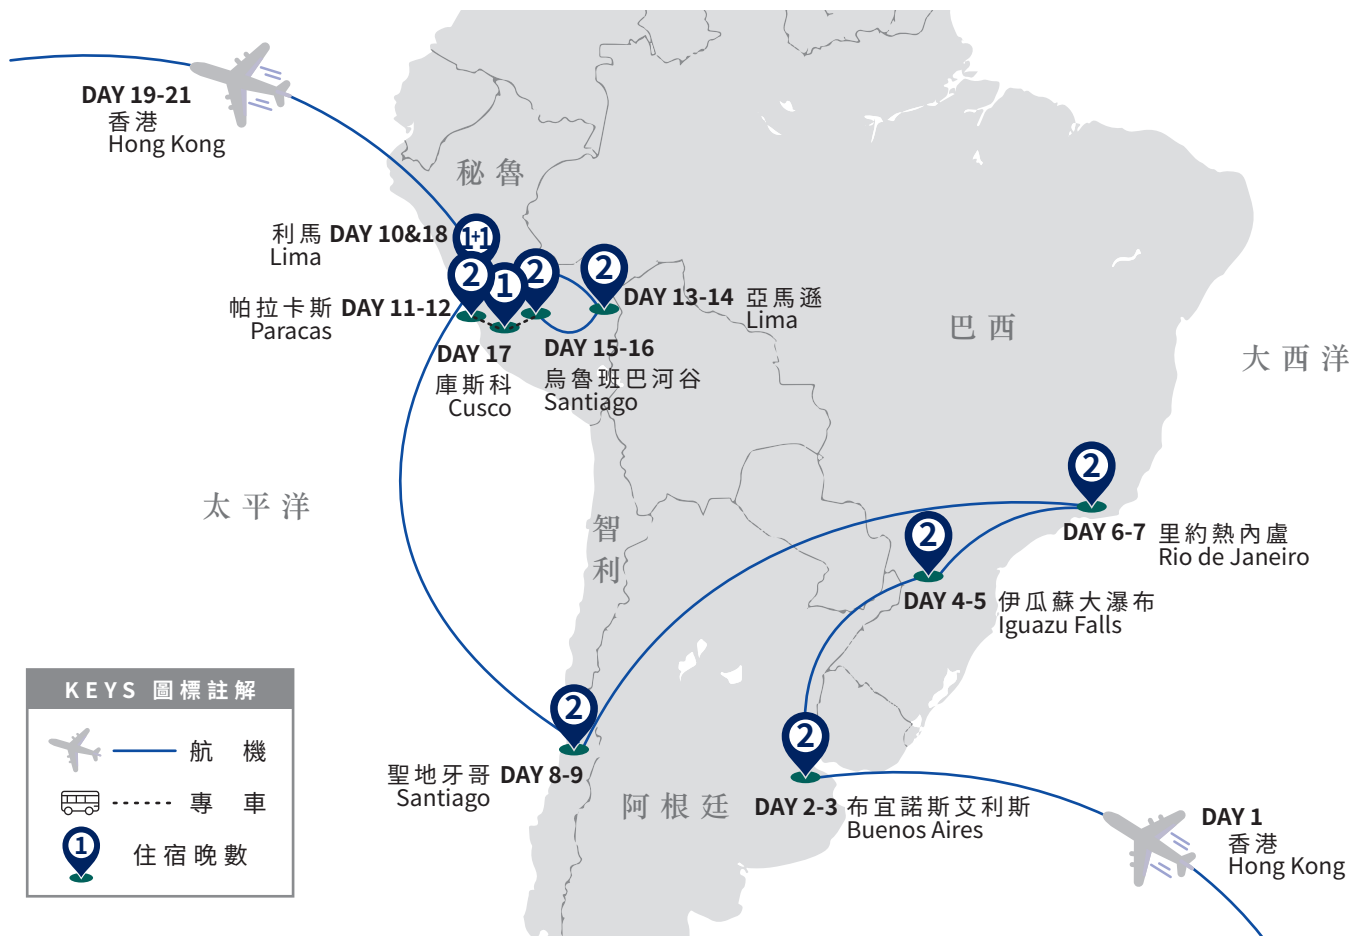 DAY 19-21
香港
Hong Kong
秘魯
1+1
利馬 DAY 10&18
Lima
2
1
2
2
帕拉卡斯 DAY 11-12
Paracas
DAY 13-14 亞馬遜
Lima
DAY 17
庫斯科
Cusco
DAY 15-16
烏魯班巴河谷
Santiago
巴西
大西洋
太平洋
智利
2
DAY 6-7 里約熱內盧
Rio de Janeiro
2
DAY 4-5 伊瓜蘇大瀑布
Iguazu Falls
2
聖地牙哥 DAY 8-9
Santiago
2
阿根廷
DAY 2-3 布宜諾斯艾利斯
Buenos Aires
DAY 1
香港
Hong Kong
KEYS 圖標註解
航機
專車
1
住宿晚數